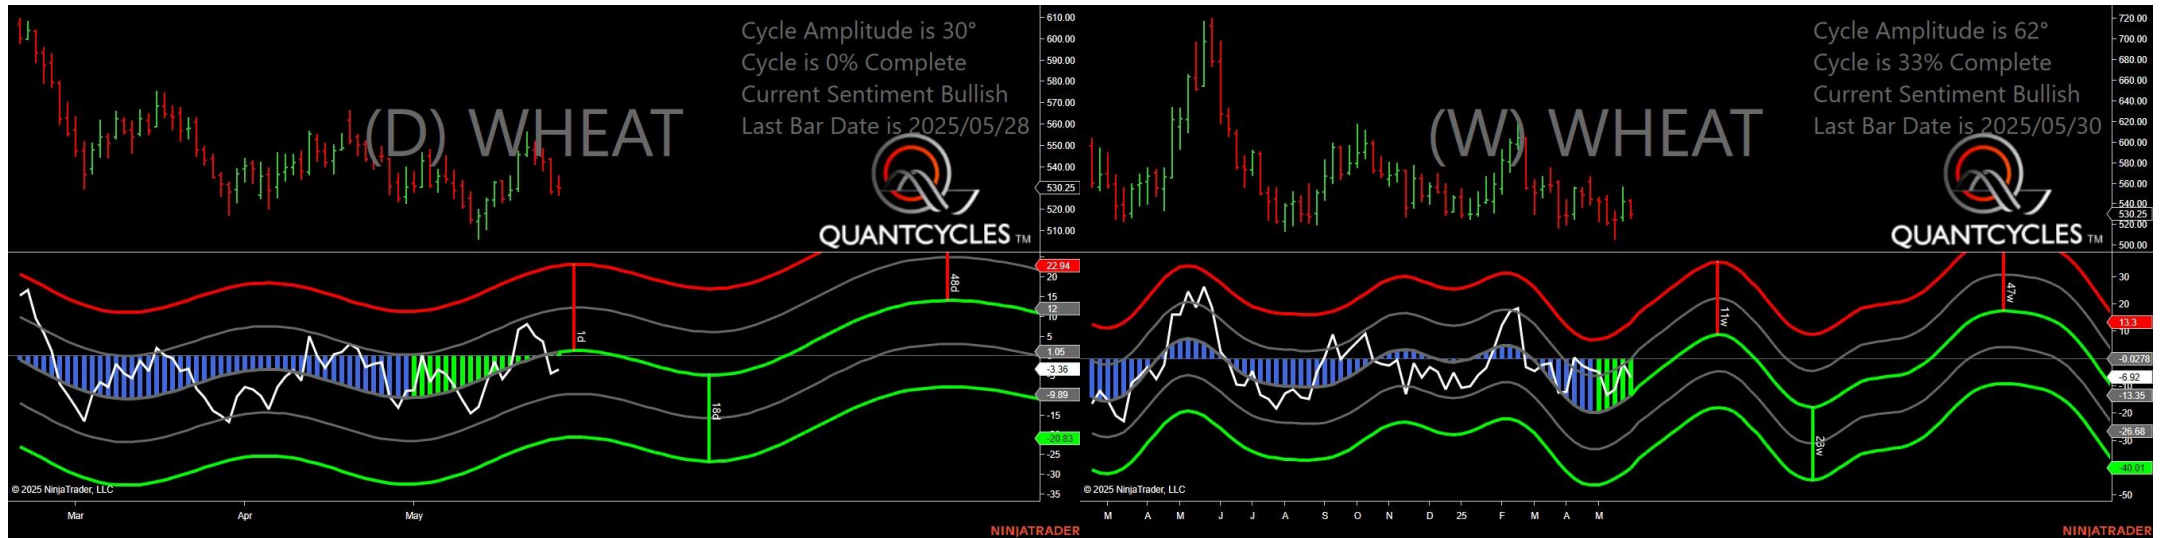 Cycle Amplitude is 30°
Cycle is 0% Complete
Current Sentiment Bullish
Last Bar Date is 2025/05/28
(D) WHEAT
QUANTCYCLES TM
610.00
600.00
590.00
580.00
570.00
560.00
550.00
540.00
530.25
520.00
510.00
22.94
20
15
12
10
5
1.05
-3.36
-9.89
-15
-20.83
-25
-30
-35
1d
18d
48d
© 2025 NinjaTrader, LLC
Mar
Apr
May
NINJATRADER
Cycle Amplitude is 62°
Cycle is 33% Complete
Current Sentiment Bullish
Last Bar Date is 2025/05/30
(W) WHEAT
QUANTCYCLES TM
720.00
700.00
680.00
660.00
640.00
620.00
600.00
580.00
560.00
540.00
530.25
520.00
500.00
30
20
13.3
10
-0.0278
-6.92
-10
-13.35
-20
-26.68
-30
-40.01
-50
11w
23w
47w
© 2025 NinjaTrader, LLC
M
A
M
J
J
A
S
O
N
D
25
F
M
A
M
NINJATRADER